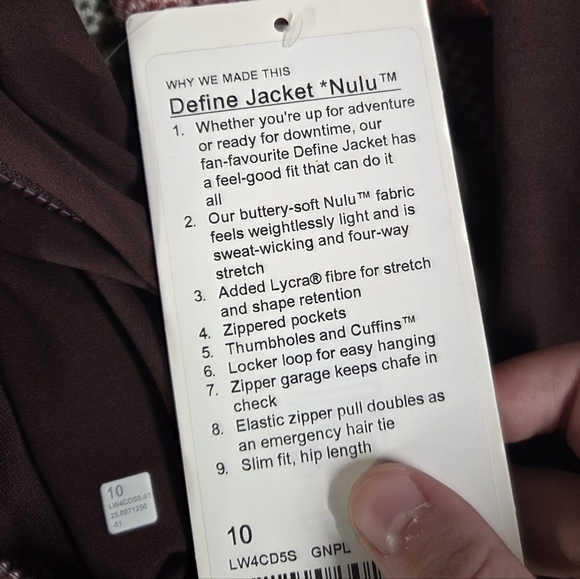 WHY WE MADE THIS
Define Jacket *Nulu™
1. Whether you're up for adventure
or ready for downtime, our
fan-favourite Define Jacket has
a feel-good fit that can do it
all
2. Our buttery-soft Nulu™ fabric
feels weightlessly light and is
sweat-wicking and four-way
stretch
3. Added Lycra® fibre for stretch
and shape retention
4. Zippered pockets
5. Thumbholes and Cuffins™
6. Locker loop for easy hanging
7. Zipper garage keeps chafe in
check
8. Elastic zipper pull doubles as
an emergency hair tie
9. Slim fit, hip length
10
LW4CD5S GNPL
10
LW4CD5S.01
-01